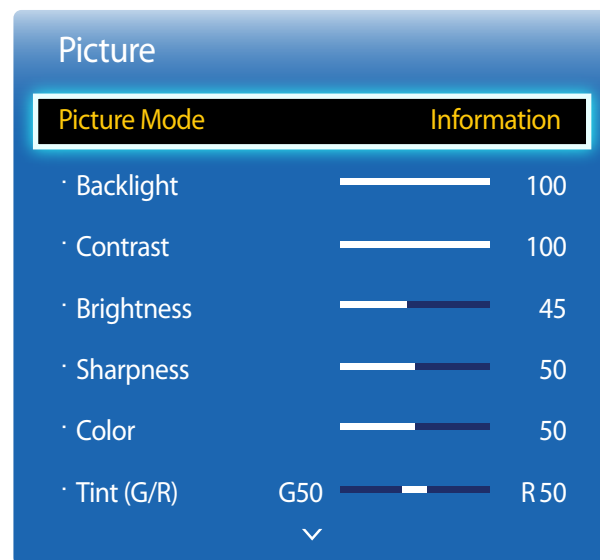 Picture
Picture Mode Information
· Backlight 100
· Contrast 100
· Brightness 45
· Sharpness 50
· Color 50
· Tint (G/R) G50 R50